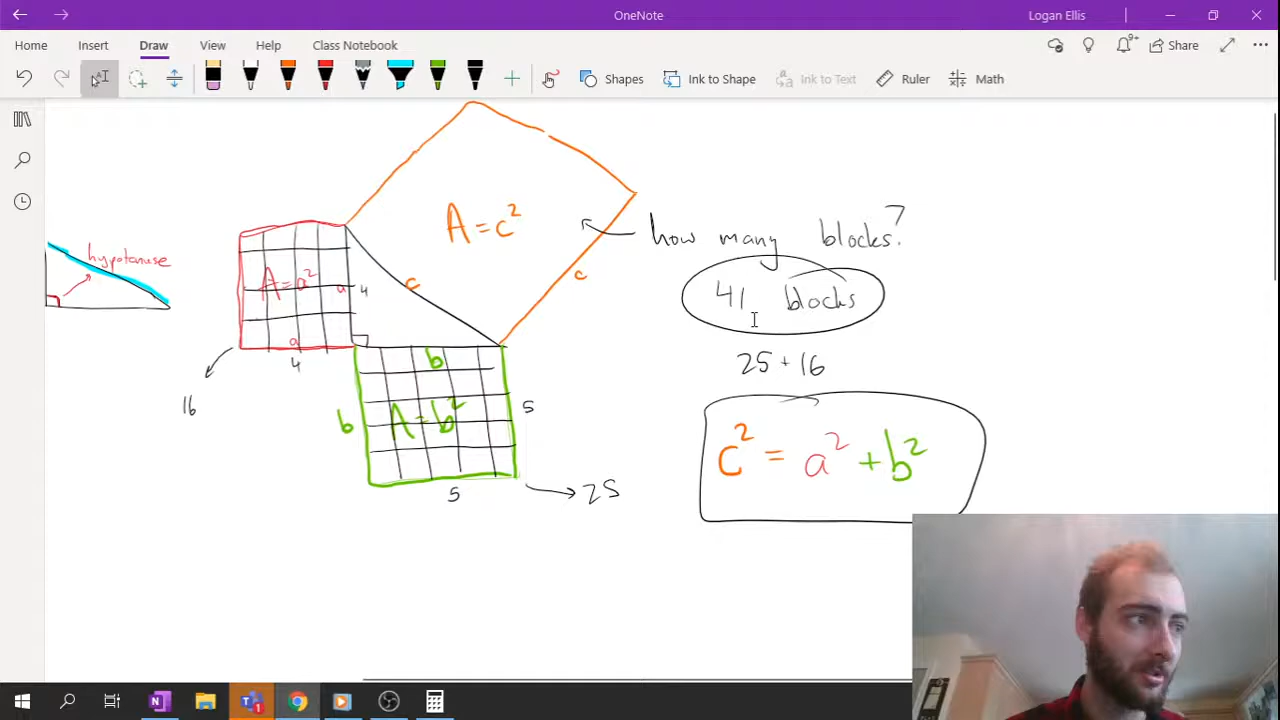 OneNote
Logan Ellis
Home Insert Draw View Help Class Notebook
9+
Share
Shapes Ink to Shape Ink to Text Ruler Math
A = c²
how many blocks?
hypotanuse
A = a²
a
4
c
c
41 blocks
a
4
b
25 + 16
16
b
A = b²
5
c² = a² + b²
5
25